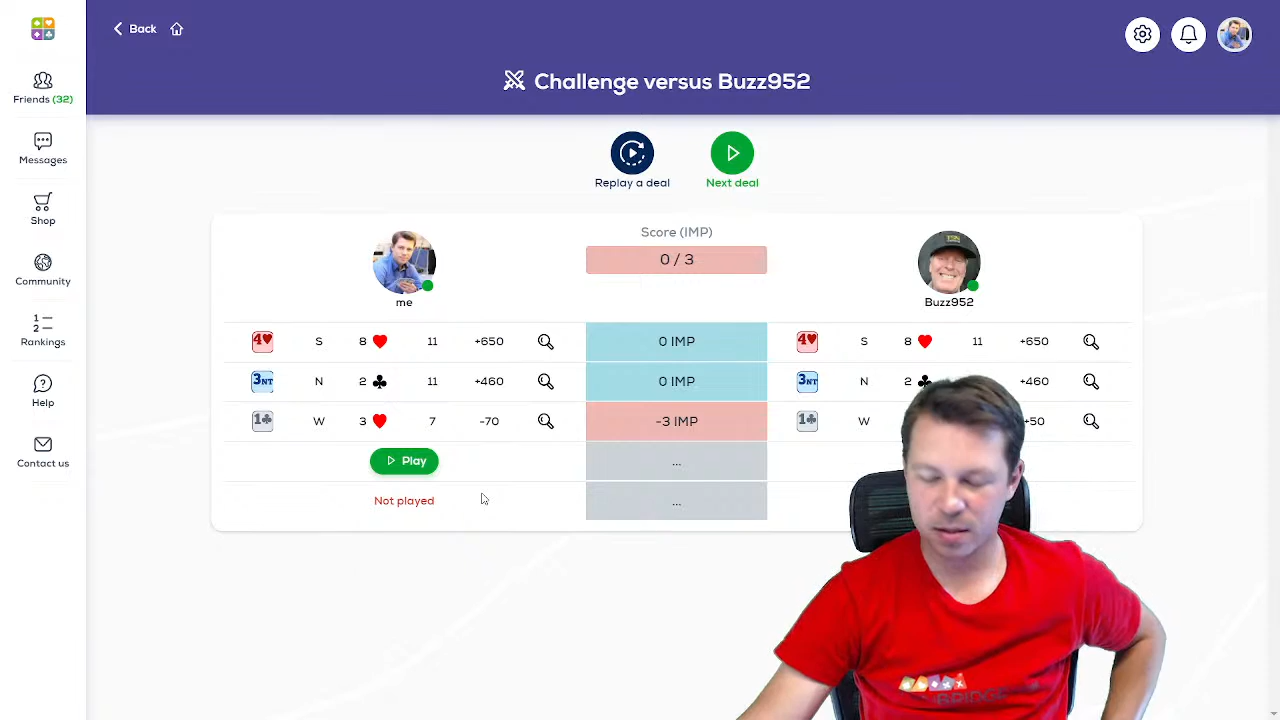 Back
Challenge versus Buzz952
Friends (32)
Messages
Shop
Community
1
2
Rankings
Help
Contact us
Replay a deal
Next deal
Score (IMP)
0 / 3
me
Buzz952
4♥ S 8 ♥ 11 +650 0 IMP 4♥ S 8 ♥ 11 +650
3NT N 2 ♣ 11 +460 0 IMP 3NT N 2 ♣ +460
1♣ W 3 ♥ 7 -70 -3 IMP 1♣ W +50
Play ...
Not played ...